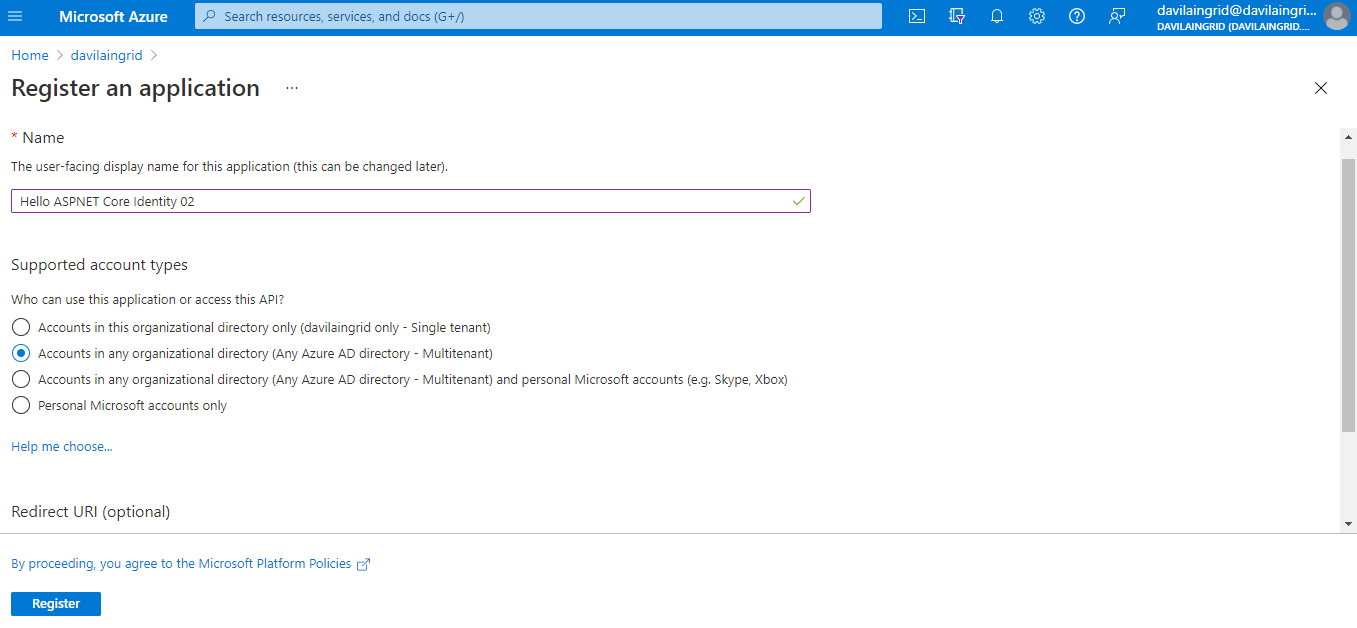 Microsoft Azure
Search resources, services, and docs (G+/)
davilaingrid@davilaingri...
DAVILAINGRID (DAVILAINGRID....
Home > davilaingrid >
Register an application ...
* Name
The user-facing display name for this application (this can be changed later).
Hello ASPNET Core Identity 02
Supported account types
Who can use this application or access this API?
Accounts in this organizational directory only (davilaingrid only - Single tenant)
Accounts in any organizational directory (Any Azure AD directory - Multitenant)
Accounts in any organizational directory (Any Azure AD directory - Multitenant) and personal Microsoft accounts (e.g. Skype, Xbox)
Personal Microsoft accounts only
Help me choose...
Redirect URI (optional)
By proceeding, you agree to the Microsoft Platform Policies
Register